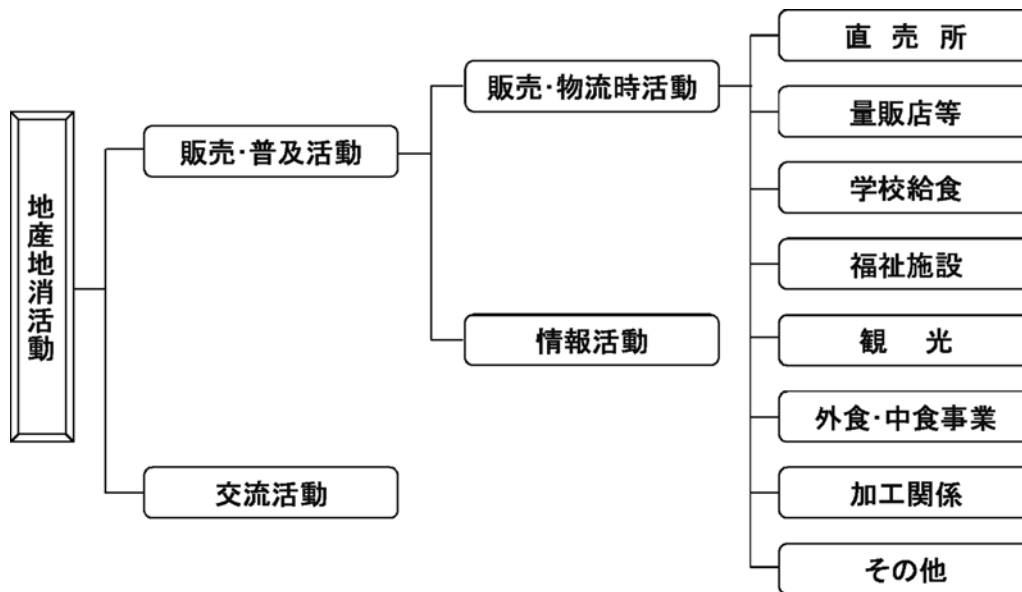 地産地消活動
販売・普及活動
交流活動
販売・物流時活動
情報活動
直売所
量販店等
学校給食
福祉施設
観光
外食・中食事業
加工関係
その他